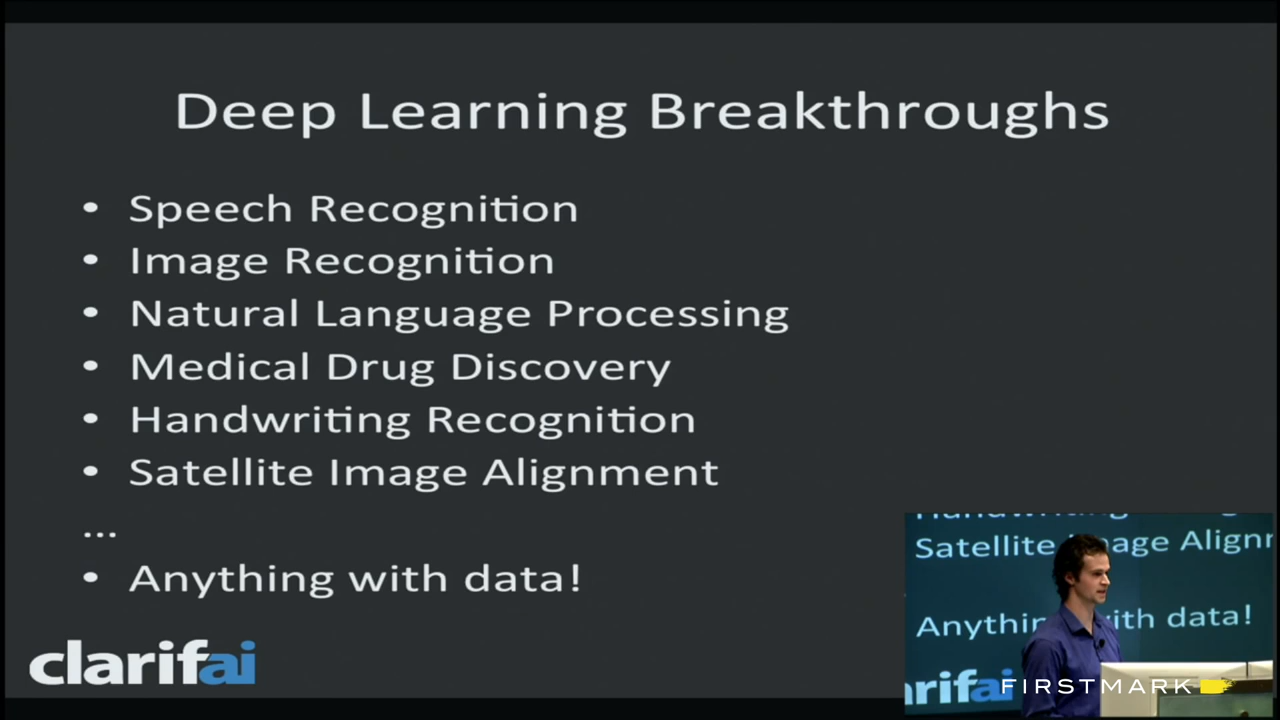 Deep Learning Breakthroughs
• Speech Recognition
• Image Recognition
• Natural Language Processing
• Medical Drug Discovery
• Handwriting Recognition
• Satellite Image Alignment
...
• Anything with data!
clarifai
Satellite Image Alignm
Anything with data!
arifai
FIRSTMARK